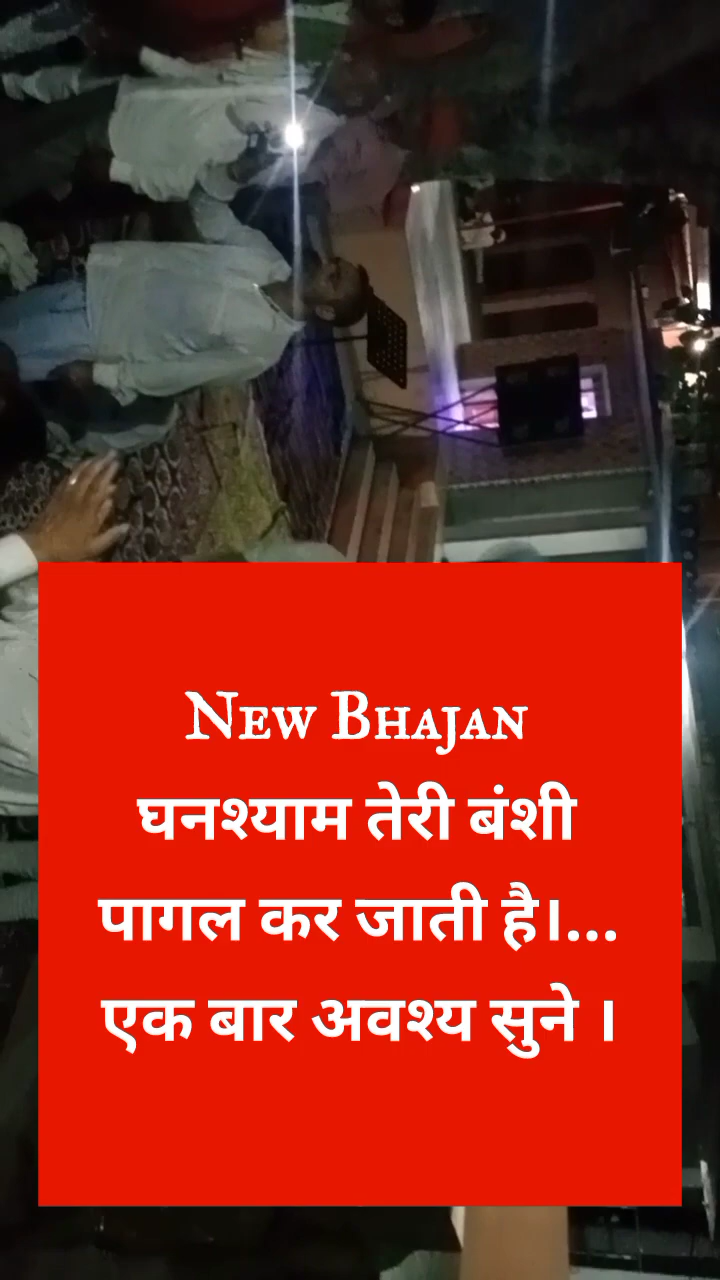 New Bhajan
घनश्याम तेरी बंशी
पागल कर जाती है।...
एक बार अवश्य सुने ।